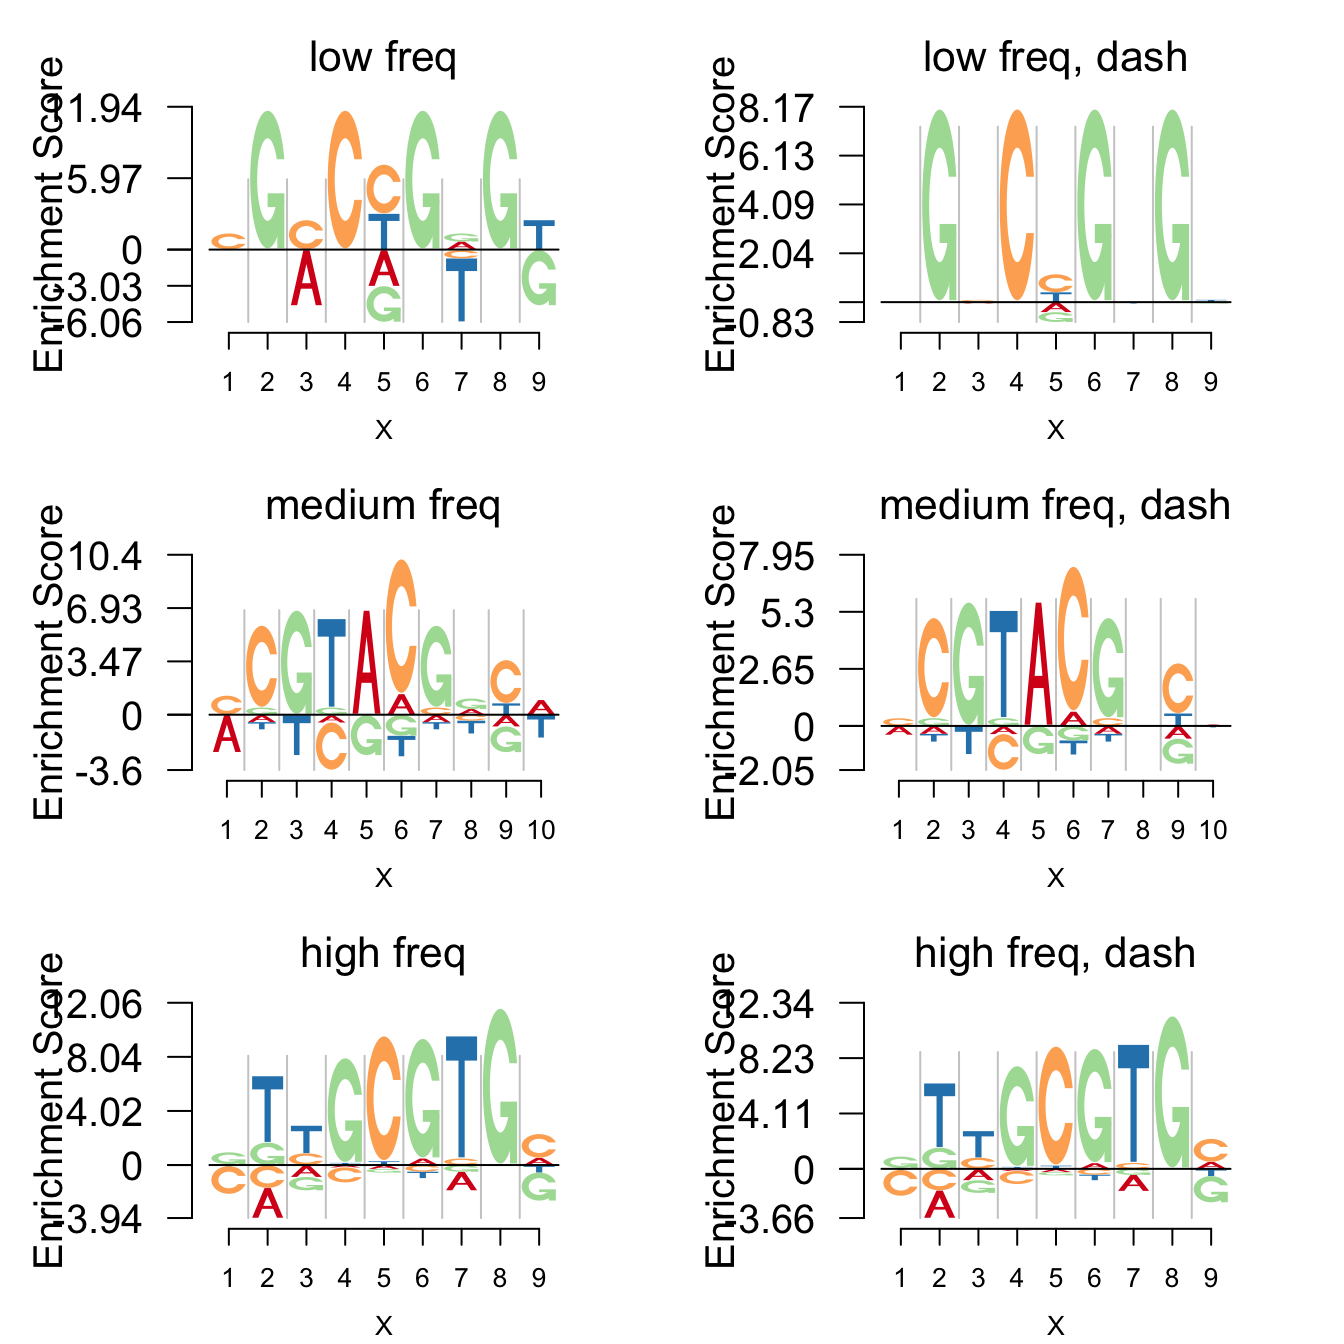 low freq
Enrichment Score
11.94
5.97
0
-3.03
-6.06
C G C C C G G G T
T A
A A C G
G T
1 2 3 4 5 6 7 8 9
X
low freq, dash
Enrichment Score
8.17
6.13
4.09
2.04
-0.83
G C C G G
T
A
G
1 2 3 4 5 6 7 8 9
X
medium freq
Enrichment Score
10.4
6.93
3.47
0
-3.6
C C G T A C G G C A
G G A C A T
A A T A G G A C A T
T C T T T G
1 2 3 4 5 6 7 8 9 10
X
medium freq, dash
Enrichment Score
7.95
5.3
2.65
0
-2.05
C C G T A C G C
G G A C T
A A T A G G A A
T C T T G
1 2 3 4 5 6 7 8 9 10
X
high freq
Enrichment Score
12.06
8.04
4.02
0
-3.94
G T T G C G T G C
G C T A C A
C C A A A C G T
A G C G T A G
1 2 3 4 5 6 7 8 9
X
high freq, dash
Enrichment Score
12.34
8.23
4.11
0
-3.66
G T T G C G T G C
G C T A C A
C C A A A C G T
A G C G T A G
1 2 3 4 5 6 7 8 9
X